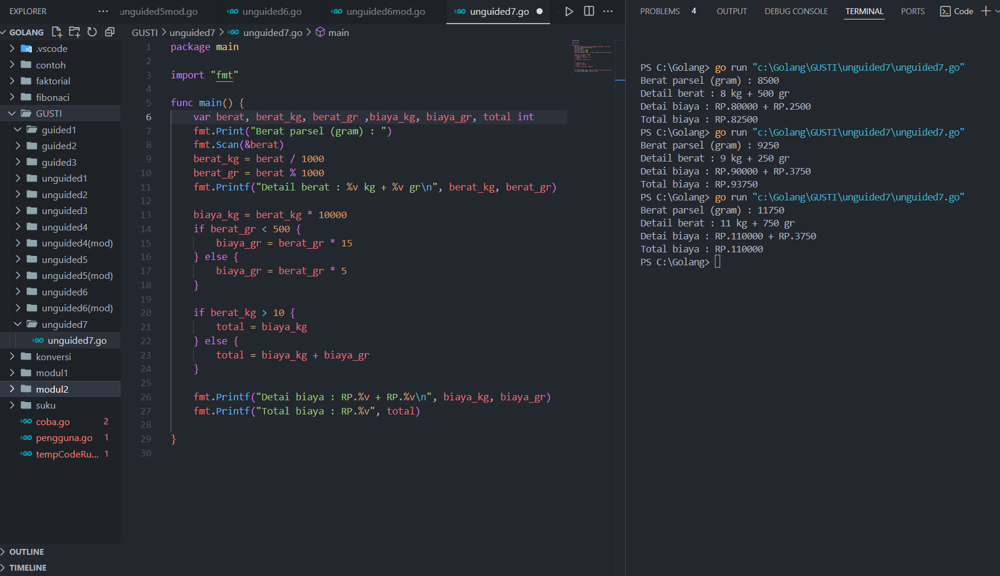 EXPLORER
GOLANG
.vscode
contoh
faktorial
fibonaci
GUSTI
guided1
guided2
guided3
unguided1
unguided2
unguided3
unguided4
unguided4(mod)
unguided5
unguided5(mod)
unguided6
unguided6(mod)
unguided7
unguided7.go
konversi
modul1
modul2
suku
coba.go 2
pengguna.go 1
tempCodeRu... 1
OUTLINE
TIMELINE
unguided5mod.go unguided6.go unguided6mod.go unguided7.go
GUSTI > unguided7 > unguided7.go > main
1 package main
2
3 import "fmt"
4
5 func main() {
6 var berat, berat_kg, berat_gr ,biaya_kg, biaya_gr, total int
7 fmt.Print("Berat parsel (gram) : ")
8 fmt.Scan(&berat)
9 berat_kg = berat / 1000
10 berat_gr = berat % 1000
11 fmt.Printf("Detail berat : %v kg + %v gr\n", berat_kg, berat_gr)
12
13 biaya_kg = berat_kg * 10000
14 if berat_gr < 500 {
15 biaya_gr = berat_gr * 15
16 } else {
17 biaya_gr = berat_gr * 5
18 }
19
20 if berat_kg > 10 {
21 total = biaya_kg
22 } else {
23 total = biaya_kg + biaya_gr
24 }
25
26 fmt.Printf("Detai biaya : RP.%v + RP.%v\n", biaya_kg, biaya_gr)
27 fmt.Printf("Total biaya : RP.%v", total)
28
29 }
30
PROBLEMS 4 OUTPUT DEBUG CONSOLE TERMINAL PORTS Code
PS C:\Golang> go run "c:\Golang\GUSTI\unguided7\unguided7.go"
Berat parsel (gram) : 8500
Detail berat : 8 kg + 500 gr
Detai biaya : RP.80000 + RP.2500
Total biaya : RP.82500
PS C:\Golang> go run "c:\Golang\GUSTI\unguided7\unguided7.go"
Berat parsel (gram) : 9250
Detail berat : 9 kg + 250 gr
Detai biaya : RP.90000 + RP.3750
Total biaya : RP.93750
PS C:\Golang> go run "c:\Golang\GUSTI\unguided7\unguided7.go"
Berat parsel (gram) : 11750
Detail berat : 11 kg + 750 gr
Detai biaya : RP.110000 + RP.3750
Total biaya : RP.110000
PS C:\Golang>